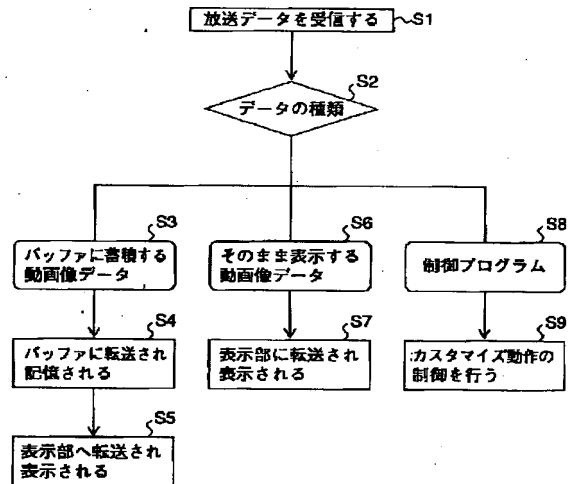 放送データを受信する
S1
S2
データの種類
S3
バッファに蓄積する
動画像データ
S6
そのまま表示する
動画像データ
S8
制御プログラム
S4
バッファに転送され
記憶される
S7
表示部に転送され
表示される
S9
カスタマイズ動作の
制御を行う
S5
表示部へ転送され
表示される